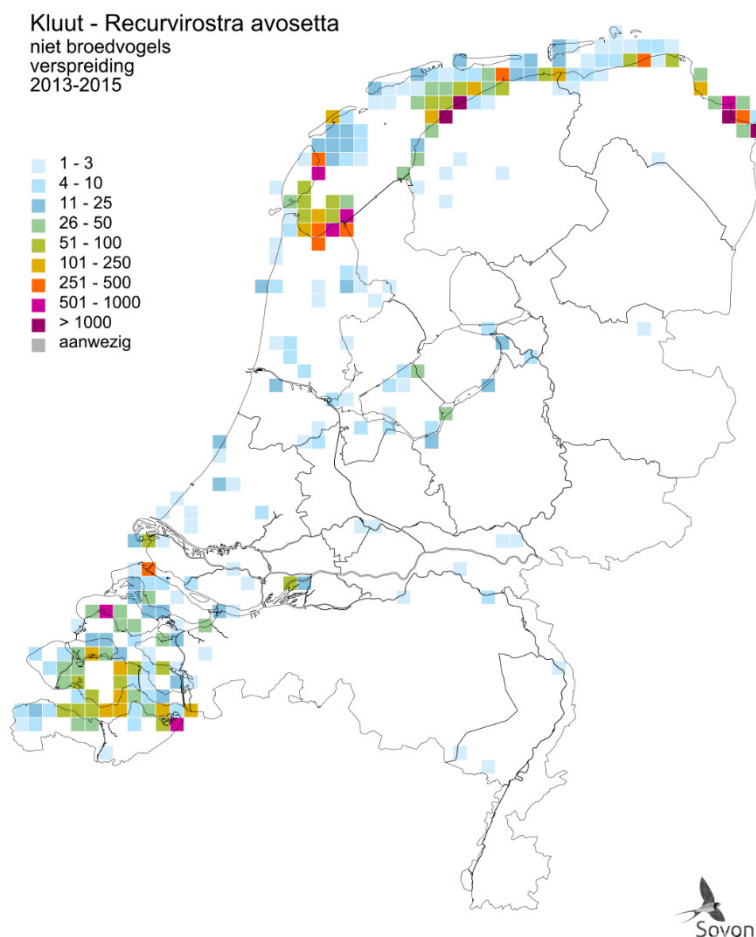 Kluut - Recurvirostra avosetta
niet broedvogels
verspreiding
2013-2015
1 - 3
4 - 10
11 - 25
26 - 50
51 - 100
101 - 250
251 - 500
501 - 1000
> 1000
aanwezig
Sovon